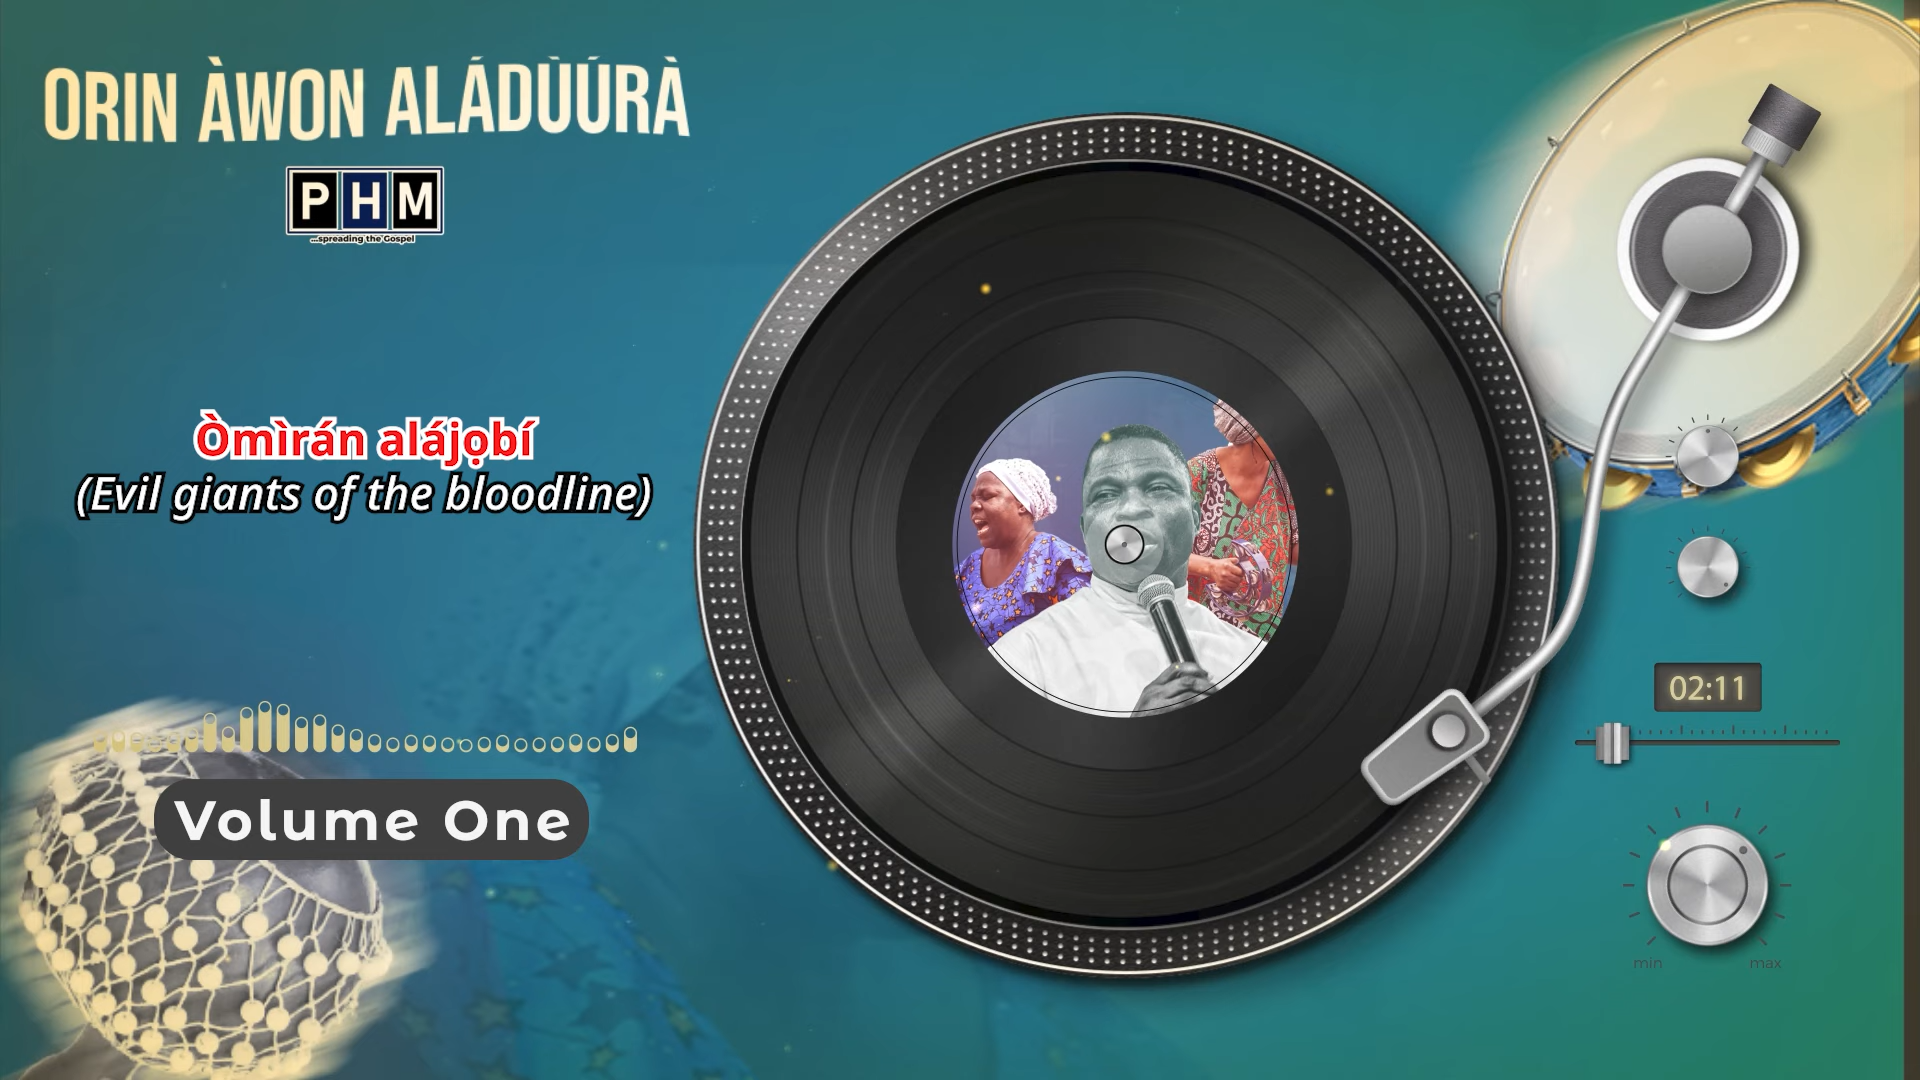 ORIN ÀWON ALÁDÙÚRÀ
PHM
...spreading the Gospel
Òmìrán alájọbí
(Evil giants of the bloodline)
Volume One
02:11
min max